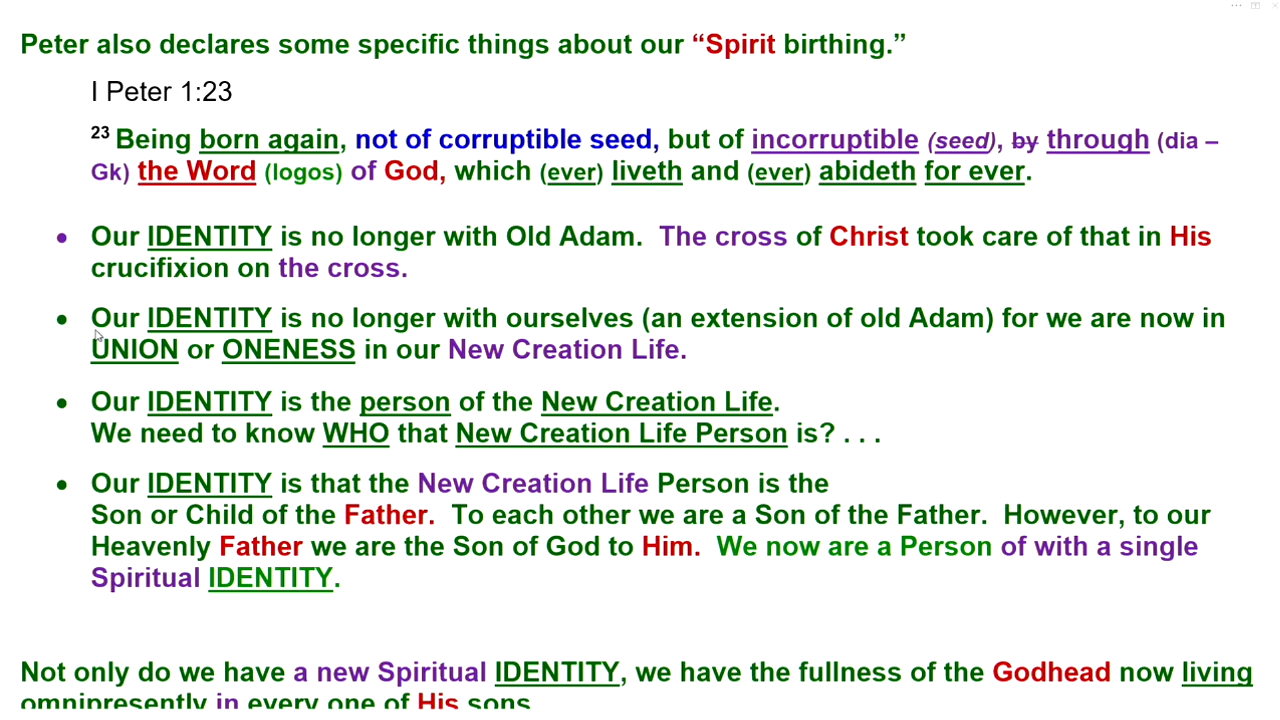 Peter also declares some specific things about our “Spirit birthing.”
I Peter 1:23
23 Being born again, not of corruptible seed, but of incorruptible (seed), by through (dia –
Gk) the Word (logos) of God, which (ever) liveth and (ever) abideth for ever.
• Our IDENTITY is no longer with Old Adam. The cross of Christ took care of that in His
crucifixion on the cross.
• Our IDENTITY is no longer with ourselves (an extension of old Adam) for we are now in
UNION or ONENESS in our New Creation Life.
• Our IDENTITY is the person of the New Creation Life.
We need to know WHO that New Creation Life Person is? . . .
• Our IDENTITY is that the New Creation Life Person is the
Son or Child of the Father. To each other we are a Son of the Father. However, to our
Heavenly Father we are the Son of God to Him. We now are a Person of with a single
Spiritual IDENTITY.
Not only do we have a new Spiritual IDENTITY, we have the fullness of the Godhead now living
omnipresently in every one of His sons